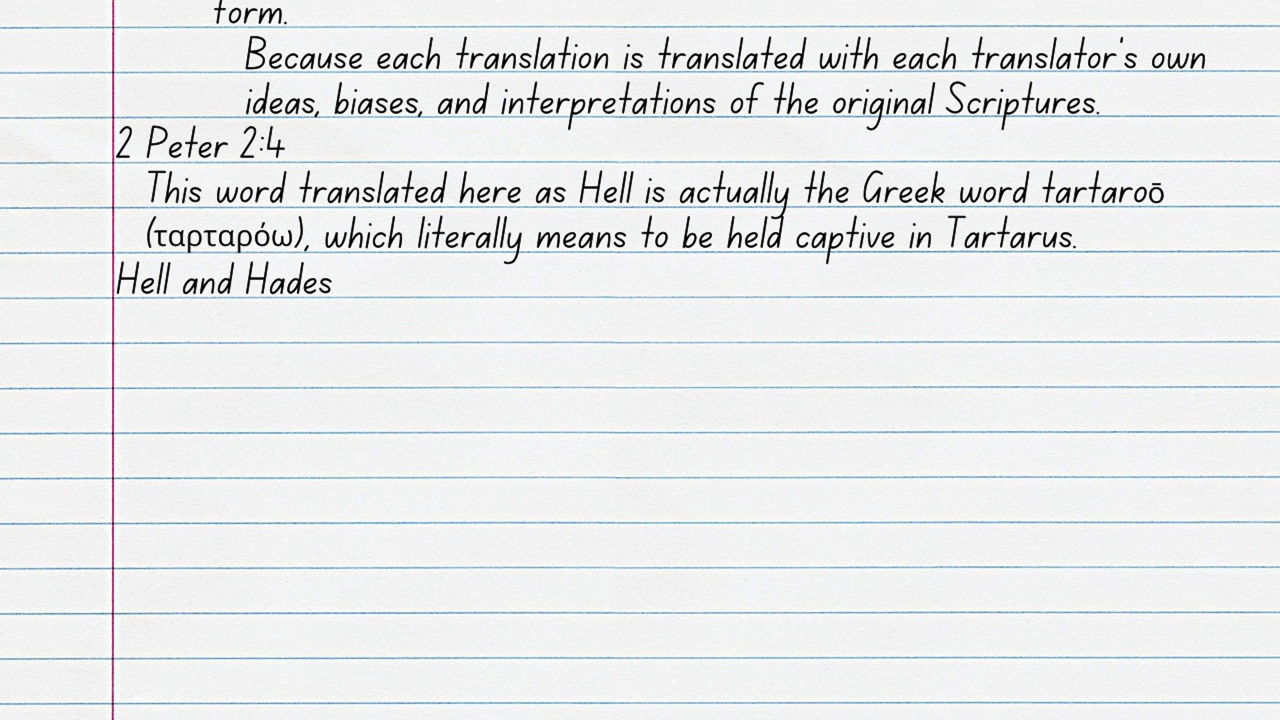 form.
Because each translation is translated with each translator's own
ideas, biases, and interpretations of the original Scriptures.
2 Peter 2:4
This word translated here as Hell is actually the Greek word tartaroō
(ταρταρόω), which literally means to be held captive in Tartarus.
Hell and Hades